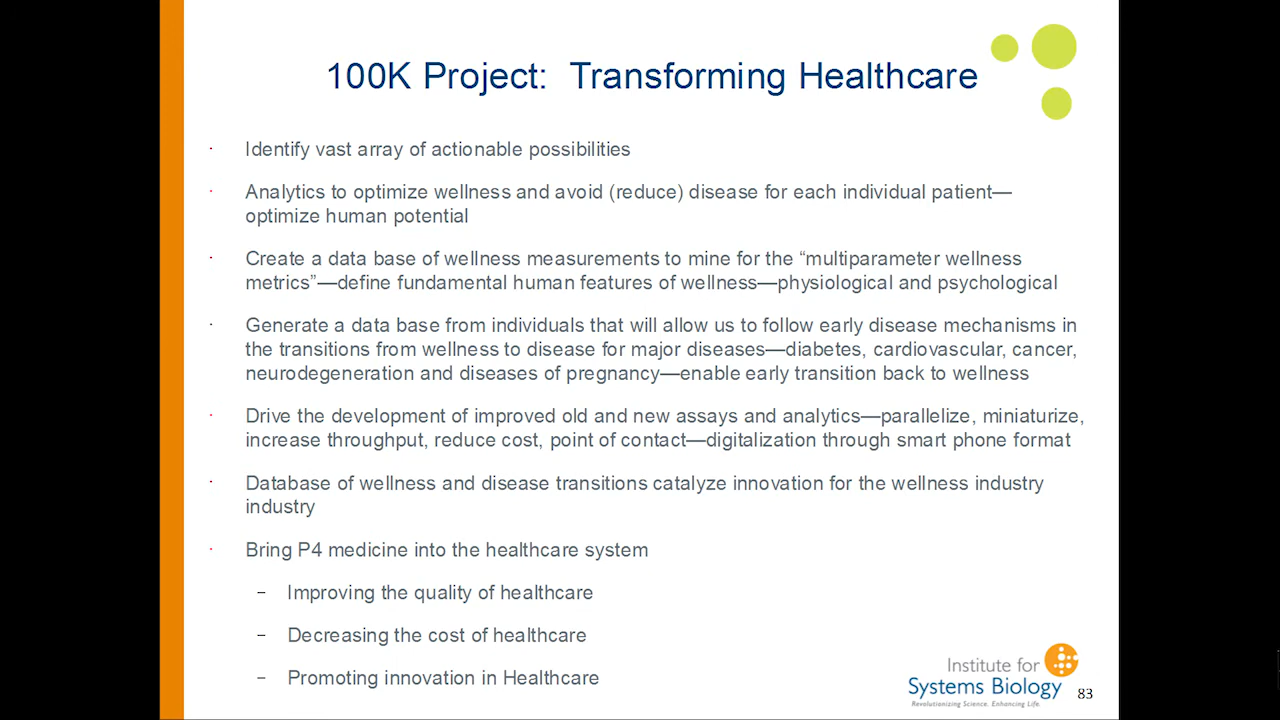 100K Project: Transforming Healthcare
· Identify vast array of actionable possibilities
· Analytics to optimize wellness and avoid (reduce) disease for each individual patient—
optimize human potential
· Create a data base of wellness measurements to mine for the “multiparameter wellness
metrics”—define fundamental human features of wellness—physiological and psychological
· Generate a data base from individuals that will allow us to follow early disease mechanisms in
the transitions from wellness to disease for major diseases—diabetes, cardiovascular, cancer,
neurodegeneration and diseases of pregnancy—enable early transition back to wellness
· Drive the development of improved old and new assays and analytics—parallelize, miniaturize,
increase throughput, reduce cost, point of contact—digitalization through smart phone format
· Database of wellness and disease transitions catalyze innovation for the wellness industry
industry
· Bring P4 medicine into the healthcare system
– Improving the quality of healthcare
– Decreasing the cost of healthcare
– Promoting innovation in Healthcare
Institute for
Systems Biology
Revolutionizing Science. Enhancing Life.
83